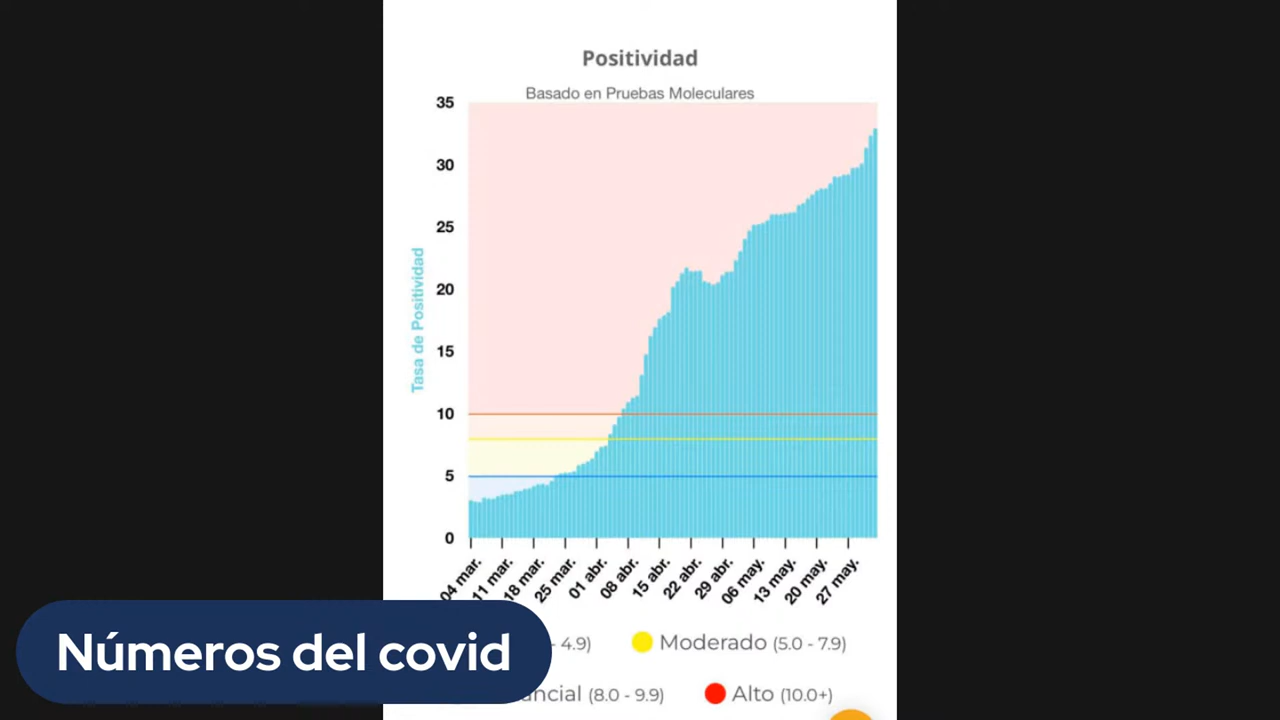 Positividad
Basado en Pruebas Moleculares
35
30
25
20
15
10
5
0
Tasa de Positividad
04 mar.
11 mar.
18 mar.
25 mar.
01 abr.
08 abr.
15 abr.
22 abr.
29 abr.
06 may.
13 may.
20 may.
27 may.
- 4.9)
Moderado (5.0 - 7.9)
(8.0 - 9.9)
Alto (10.0+)
Números del covid